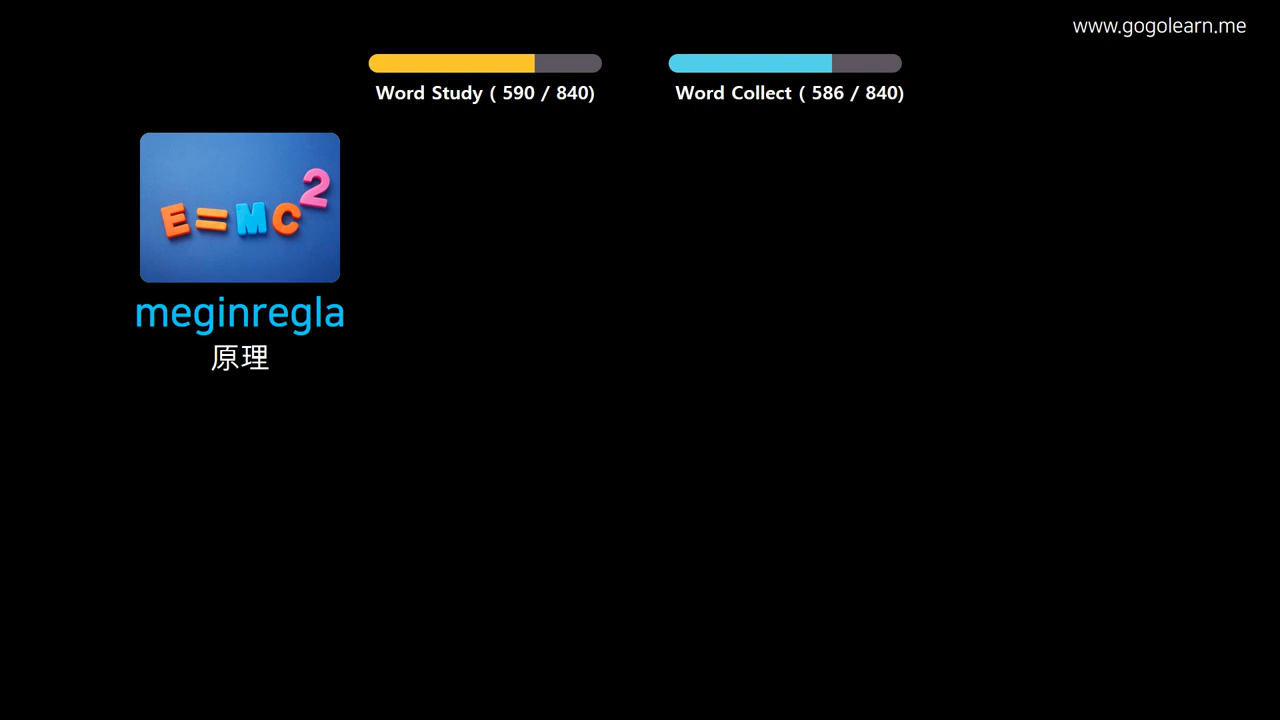 www.gogolearn.me
Word Study ( 590 / 840)
Word Collect ( 586 / 840)
E=MC²
meginregla
原理